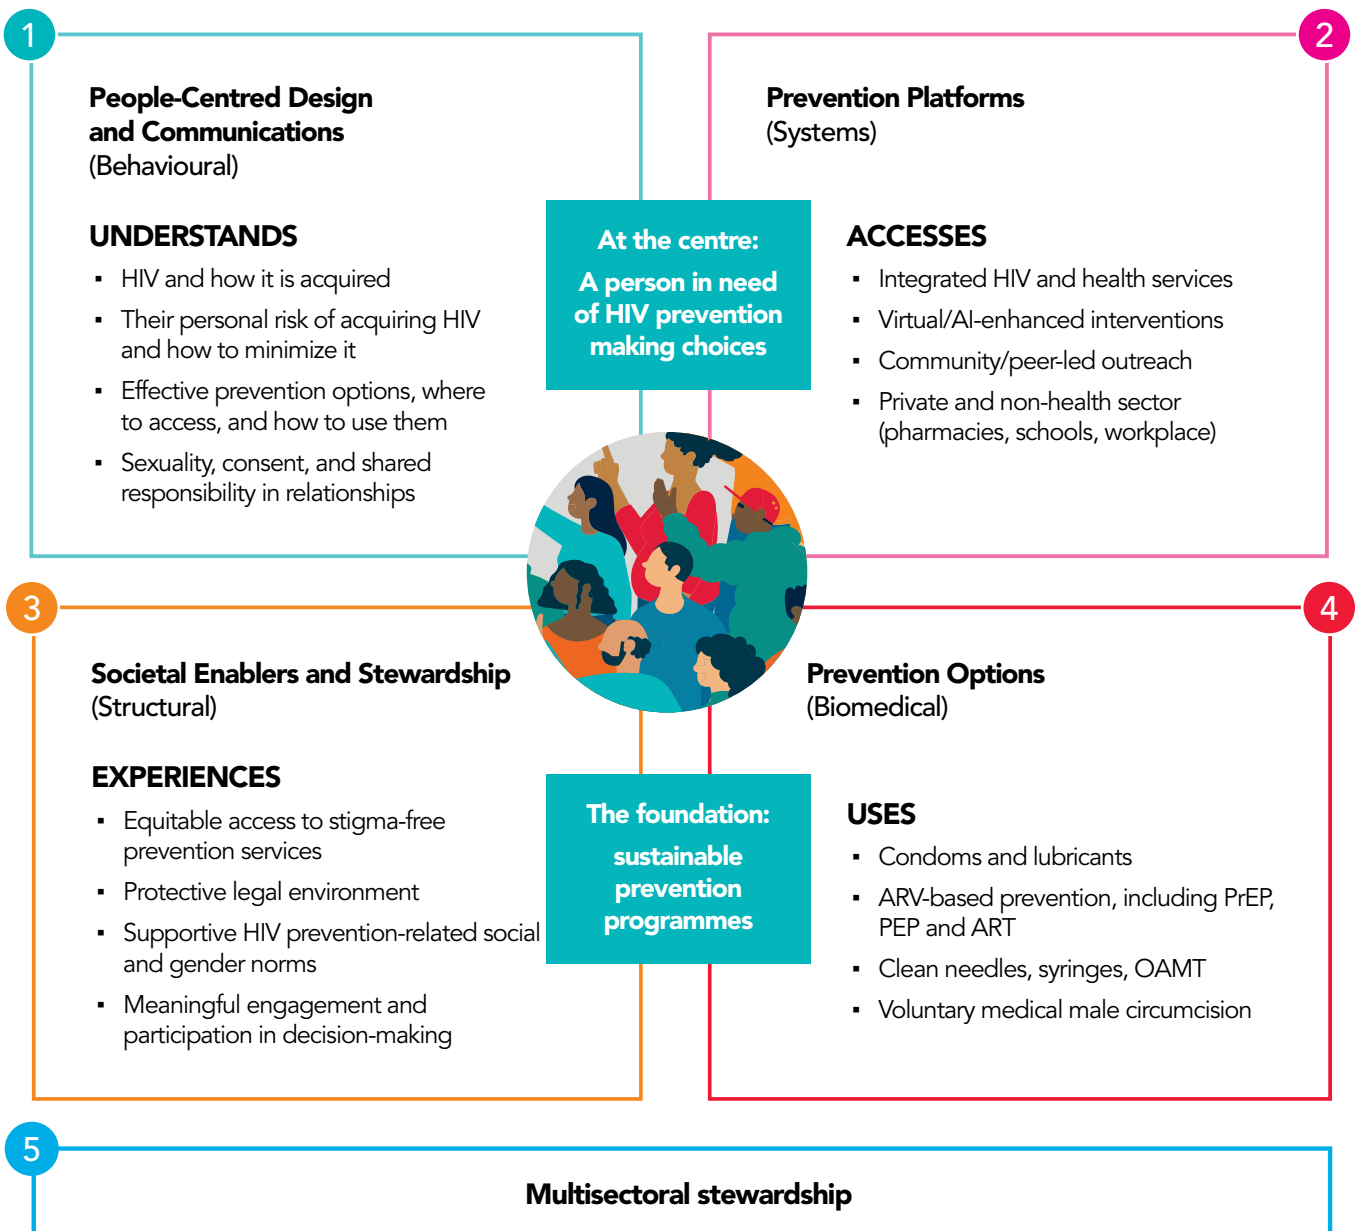 1
People-Centred Design
and Communications
(Behavioural)
UNDERSTANDS
▪ HIV and how it is acquired
▪ Their personal risk of acquiring HIV
and how to minimize it
▪ Effective prevention options, where
to access, and how to use them
▪ Sexuality, consent, and shared
responsibility in relationships
At the centre:
A person in need
of HIV prevention
making choices
2
Prevention Platforms
(Systems)
ACCESSES
▪ Integrated HIV and health services
▪ Virtual/AI-enhanced interventions
▪ Community/peer-led outreach
▪ Private and non-health sector
(pharmacies, schools, workplace)
3
Societal Enablers and Stewardship
(Structural)
EXPERIENCES
▪ Equitable access to stigma-free
prevention services
▪ Protective legal environment
▪ Supportive HIV prevention-related social
and gender norms
▪ Meaningful engagement and
participation in decision-making
The foundation:
sustainable
prevention
programmes
4
Prevention Options
(Biomedical)
USES
▪ Condoms and lubricants
▪ ARV-based prevention, including PrEP,
PEP and ART
▪ Clean needles, syringes, OAMT
▪ Voluntary medical male circumcision
5
Multisectoral stewardship